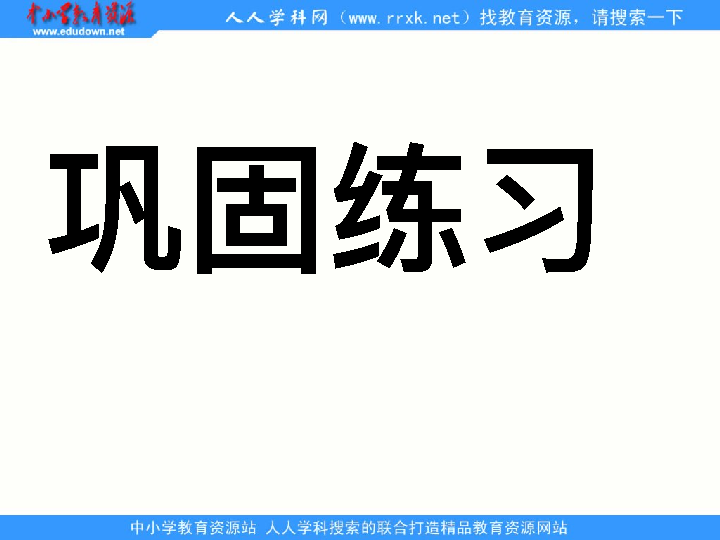 中小学教育资源
www.edudown.net
人人学科网（www.rrxk.net）找教育资源，请搜索一下
巩固练习
中小学教育资源站 人人学科搜索的联合打造精品教育资源网站